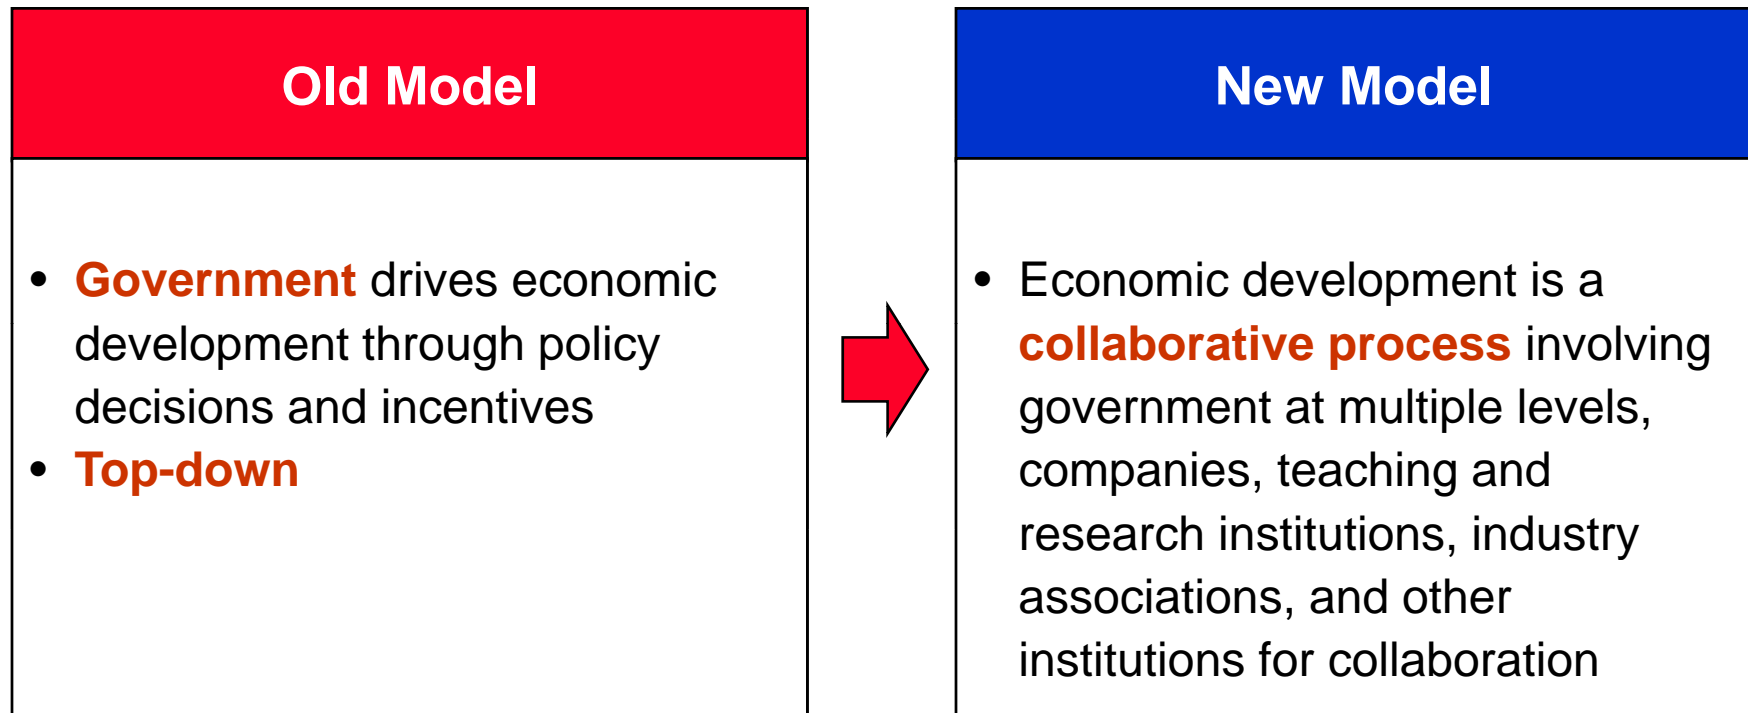 Old Model
• Government drives economic
development through policy
decisions and incentives
• Top-down
New Model
• Economic development is a
collaborative process involving
government at multiple levels,
companies, teaching and
research institutions, industry
associations, and other
institutions for collaboration